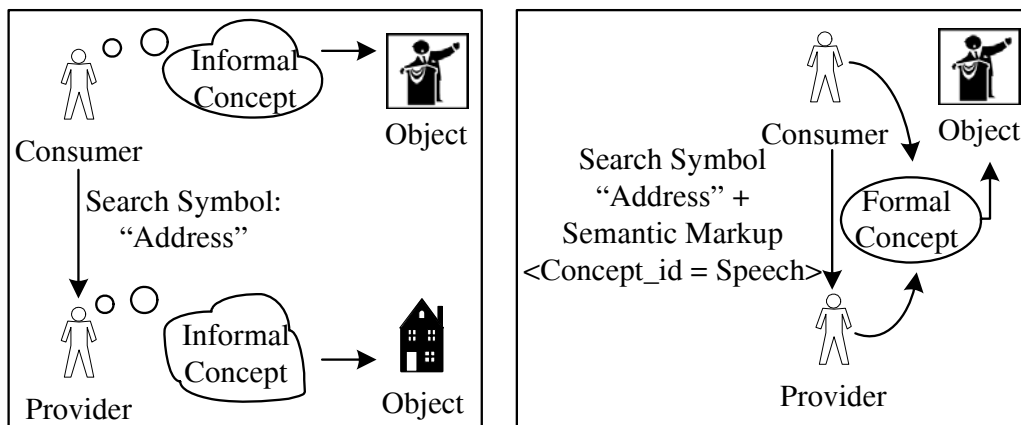 Informal
Concept
Object
Consumer
Search Symbol:
“Address”
Informal
Concept
Provider
Object
Consumer
Object
Search Symbol
“Address” +
Semantic Markup
<Concept_id = Speech>
Formal
Concept
Provider